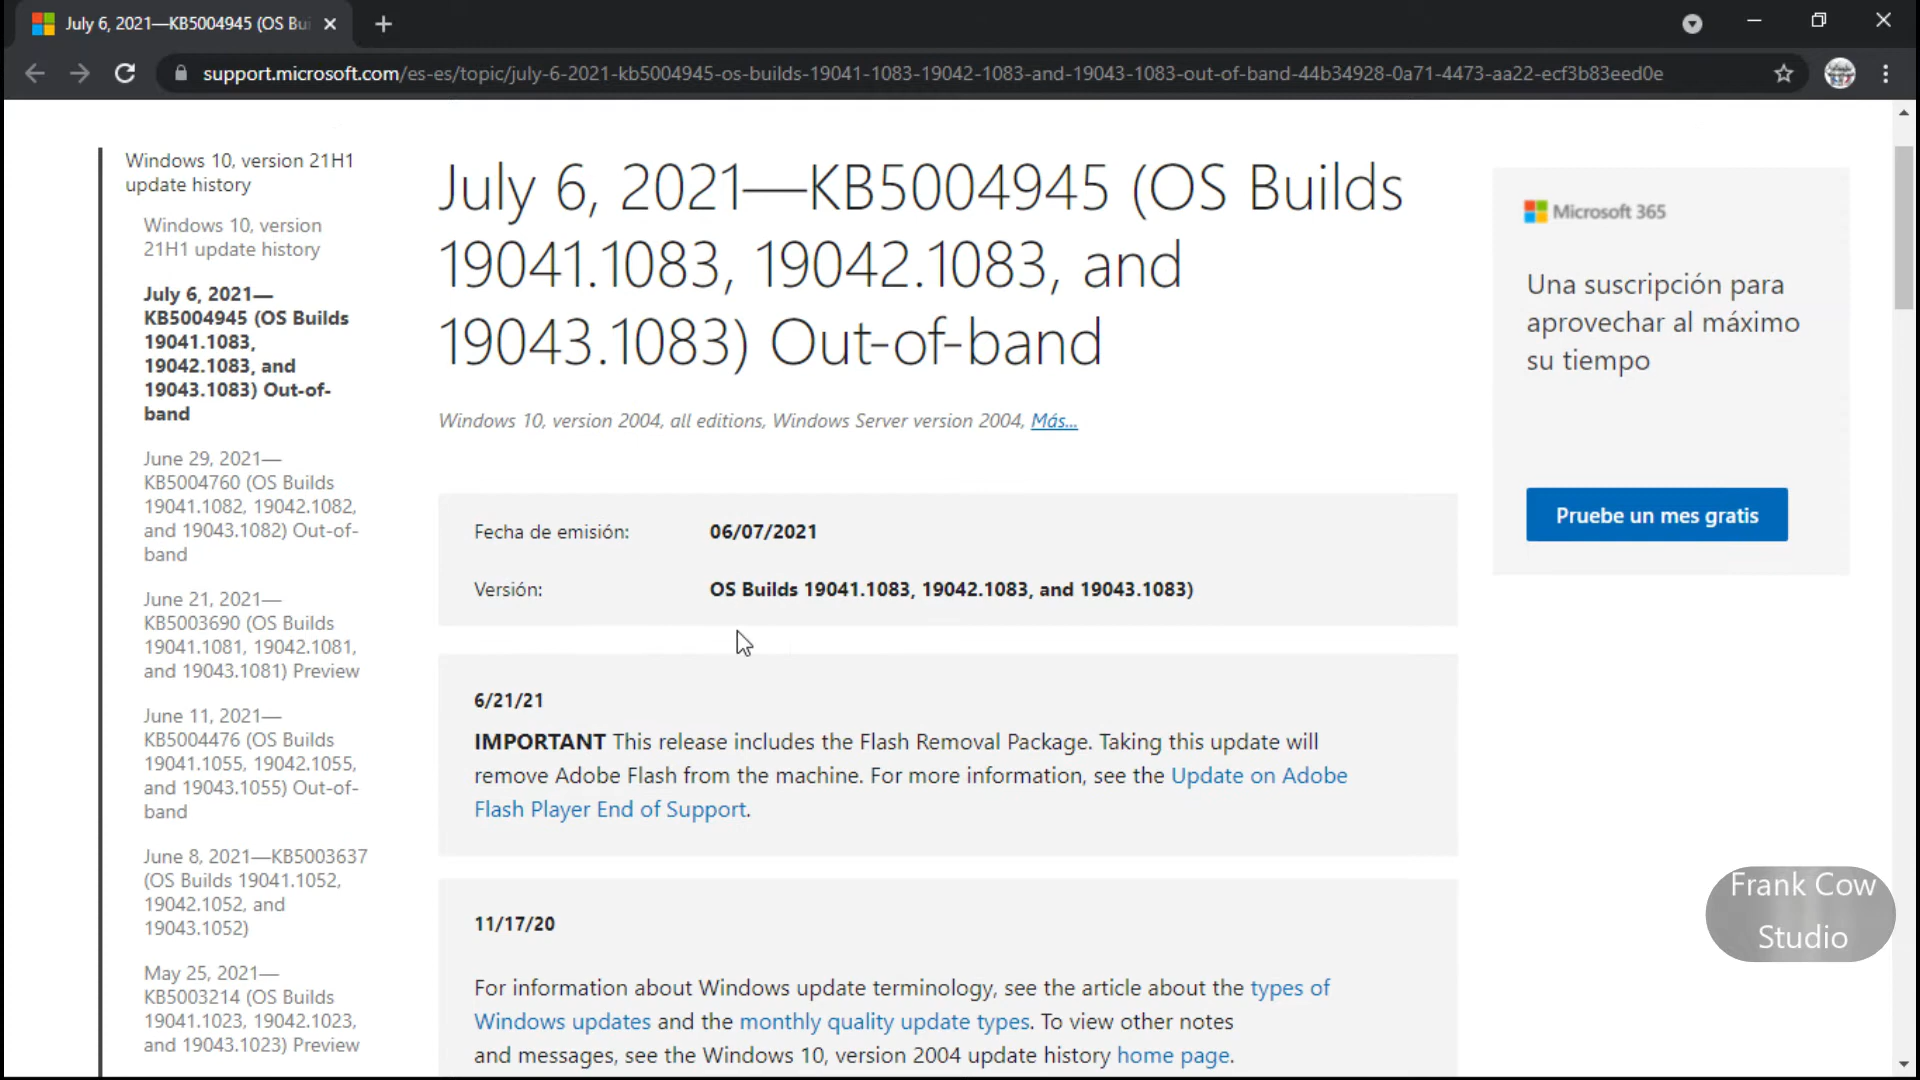 July 6, 2021—KB5004945 (OS Bui
support.microsoft.com/es-es/topic/july-6-2021-kb5004945-os-builds-19041-1083-19042-1083-and-19043-1083-out-of-band-44b34928-0a71-4473-aa22-ecf3b83eed0e
Windows 10, version 21H1
update history
Windows 10, version
21H1 update history
July 6, 2021—
KB5004945 (OS Builds
19041.1083,
19042.1083, and
19043.1083) Out-of-
band
June 29, 2021—
KB5004760 (OS Builds
19041.1082, 19042.1082,
and 19043.1082) Out-of-
band
June 21, 2021—
KB5003690 (OS Builds
19041.1081, 19042.1081,
and 19043.1081) Preview
June 11, 2021—
KB5004476 (OS Builds
19041.1055, 19042.1055,
and 19043.1055) Out-of-
band
June 8, 2021—KB5003637
(OS Builds 19041.1052,
19042.1052, and
19043.1052)
May 25, 2021—
KB5003214 (OS Builds
19041.1023, 19042.1023,
and 19043.1023) Preview
July 6, 2021—KB5004945 (OS Builds
19041.1083, 19042.1083, and
19043.1083) Out-of-band
Windows 10, version 2004, all editions, Windows Server version 2004, Más...
Fecha de emisión: 06/07/2021
Versión: OS Builds 19041.1083, 19042.1083, and 19043.1083)
6/21/21
IMPORTANT This release includes the Flash Removal Package. Taking this update will
remove Adobe Flash from the machine. For more information, see the Update on Adobe
Flash Player End of Support.
11/17/20
For information about Windows update terminology, see the article about the types of
Windows updates and the monthly quality update types. To view other notes
and messages, see the Windows 10, version 2004 update history home page.
Microsoft 365
Una suscripción para
aprovechar al máximo
su tiempo
Pruebe un mes gratis
Frank Cow
Studio